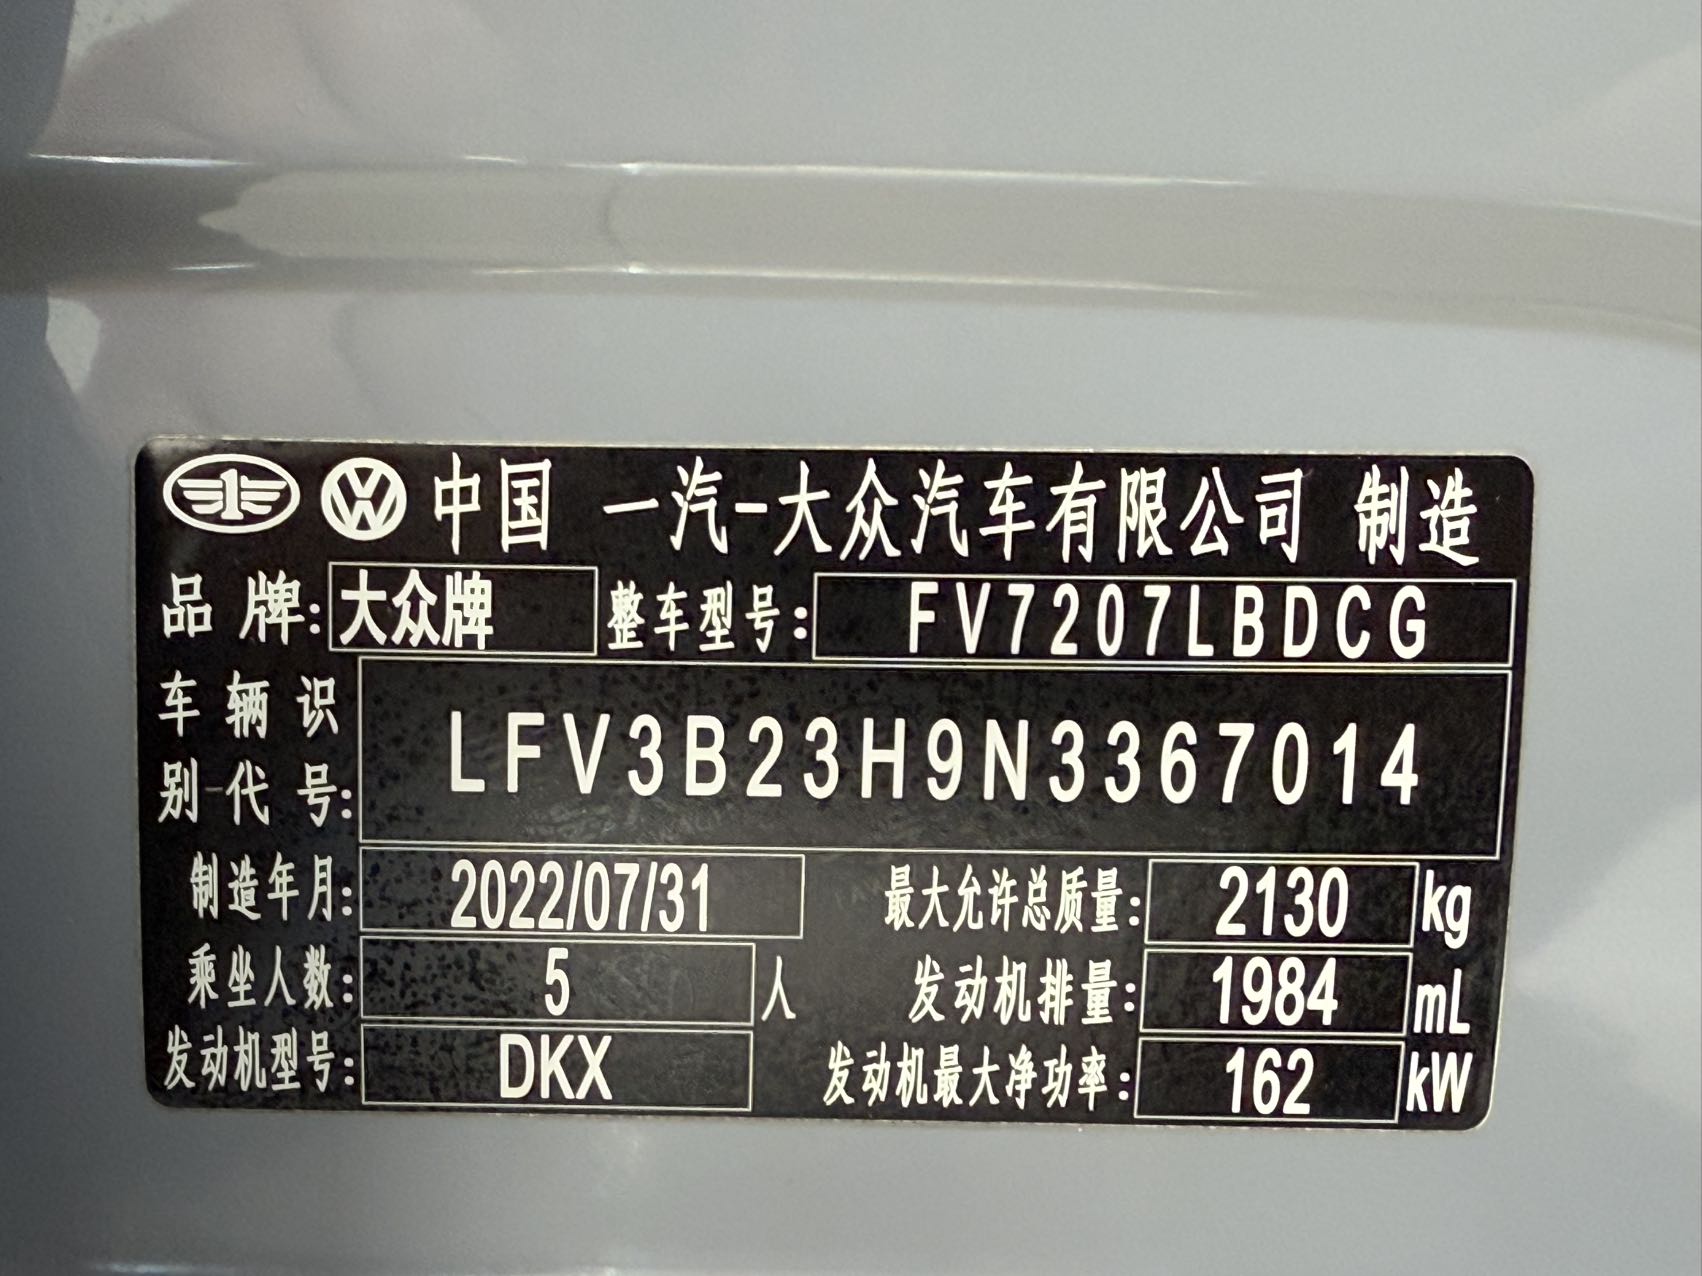 中国 一汽-大众汽车有限公司 制造
品牌: 大众牌 整车型号: FV7207LBDCG
车辆识别代号: LFV3B23H9N3367014
制造年月: 2022/07/31 最大允许总质量: 2130 kg
乘坐人数: 5 人 发动机排量: 1984 mL
发动机型号: DKX 发动机最大净功率: 162 kW